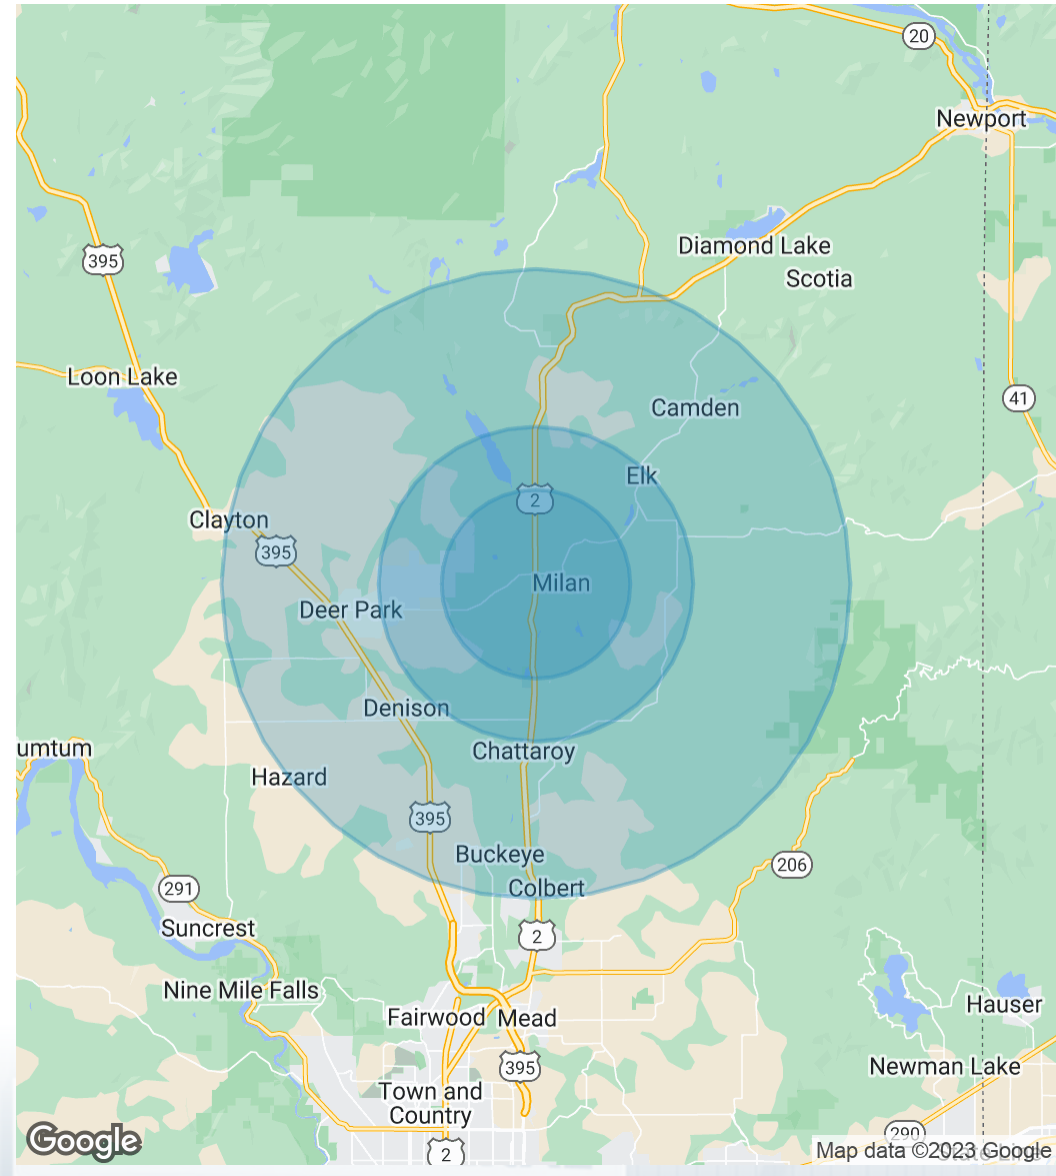 20
Newport
Diamond Lake
395
Scotia
Loon Lake
41
Camden
Elk
2
Clayton
395
Milan
Deer Park
Denison
umtum
Chattaroy
Hazard
395
Buckeye
206
291
Colbert
Suncrest
2
Nine Mile Falls
Hauser
Fairwood
Mead
395
Newman Lake
Town and
Country
290
Google
2
Map data ©2023 Google
State Line